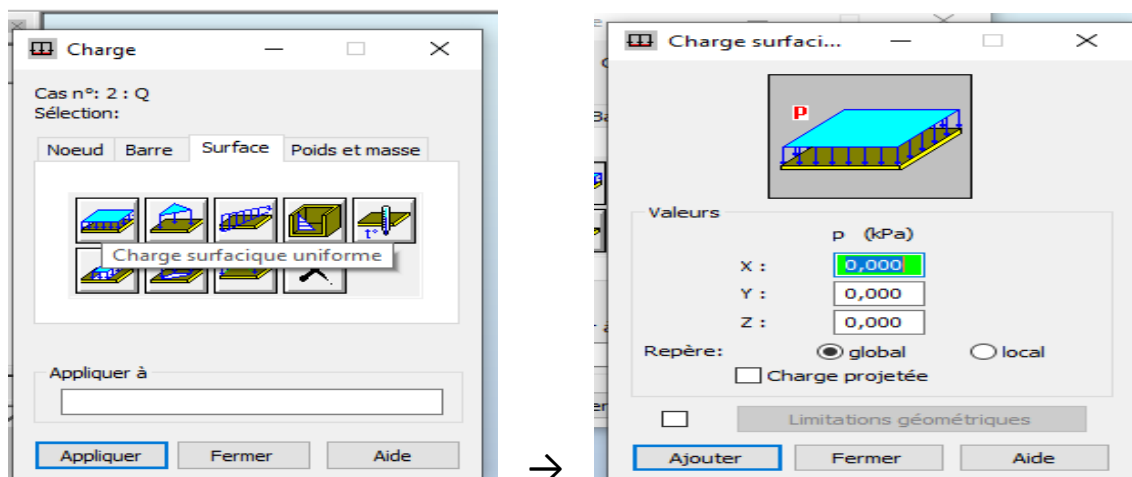 Charge
Cas n°: 2 : Q
Sélection:
Noeud Barre Surface Poids et masse
t°
Charge surfacique uniforme
Appliquer à
Appliquer Fermer Aide
→
Charge surfaci...
P
Valeurs
p (kPa)
X : 0,000
Y : 0,000
Z : 0,000
Repère: global local
Charge projetée
Limitations géométriques
Ajouter Fermer Aide